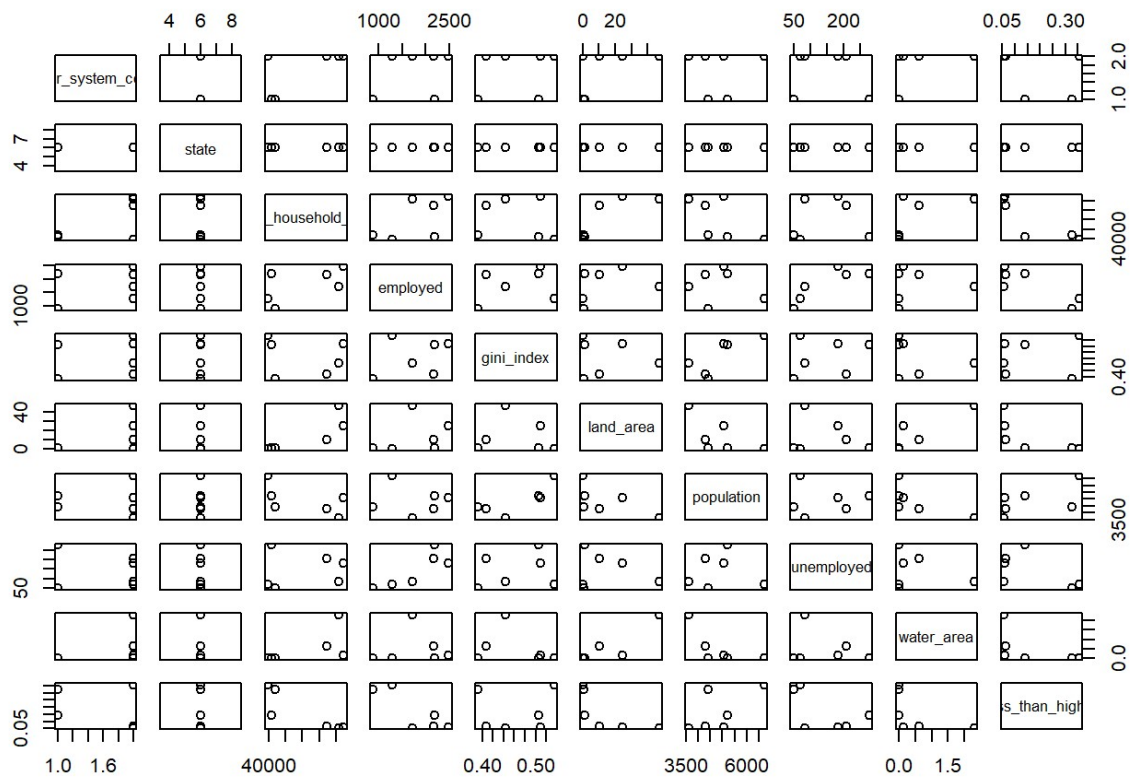 4 6 8 1000 2500 0 20 50 200 0.05 0.30
r_system_c 1.0 2.0
4 7 state
_household_ 40000
1000 employed
gini_index 0.40
0 40 land_area
population 3500
50 unemployed
water_area 0.0
0.05 ss_than_high
1.0 1.6 40000 0.40 0.50 3500 6000 0.0 1.5